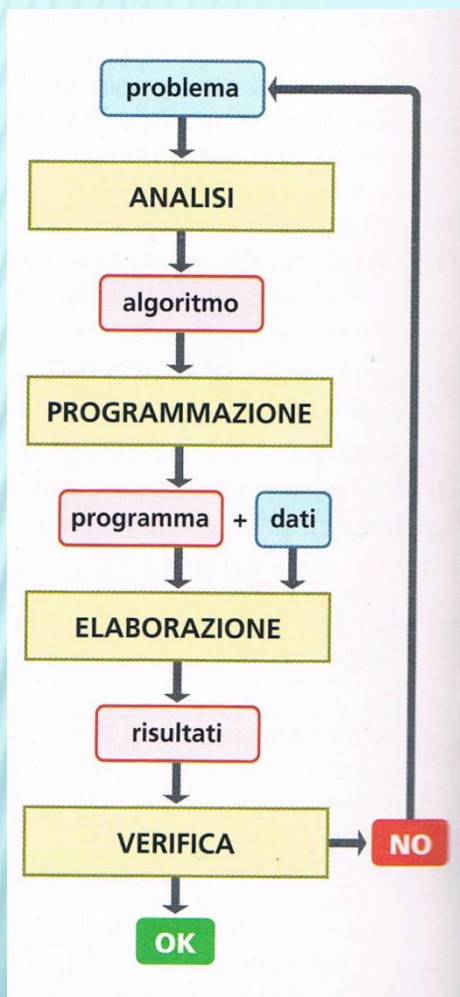 problema
ANALISI
algoritmo
PROGRAMMAZIONE
programma + dati
ELABORAZIONE
risultati
VERIFICA
NO
OK